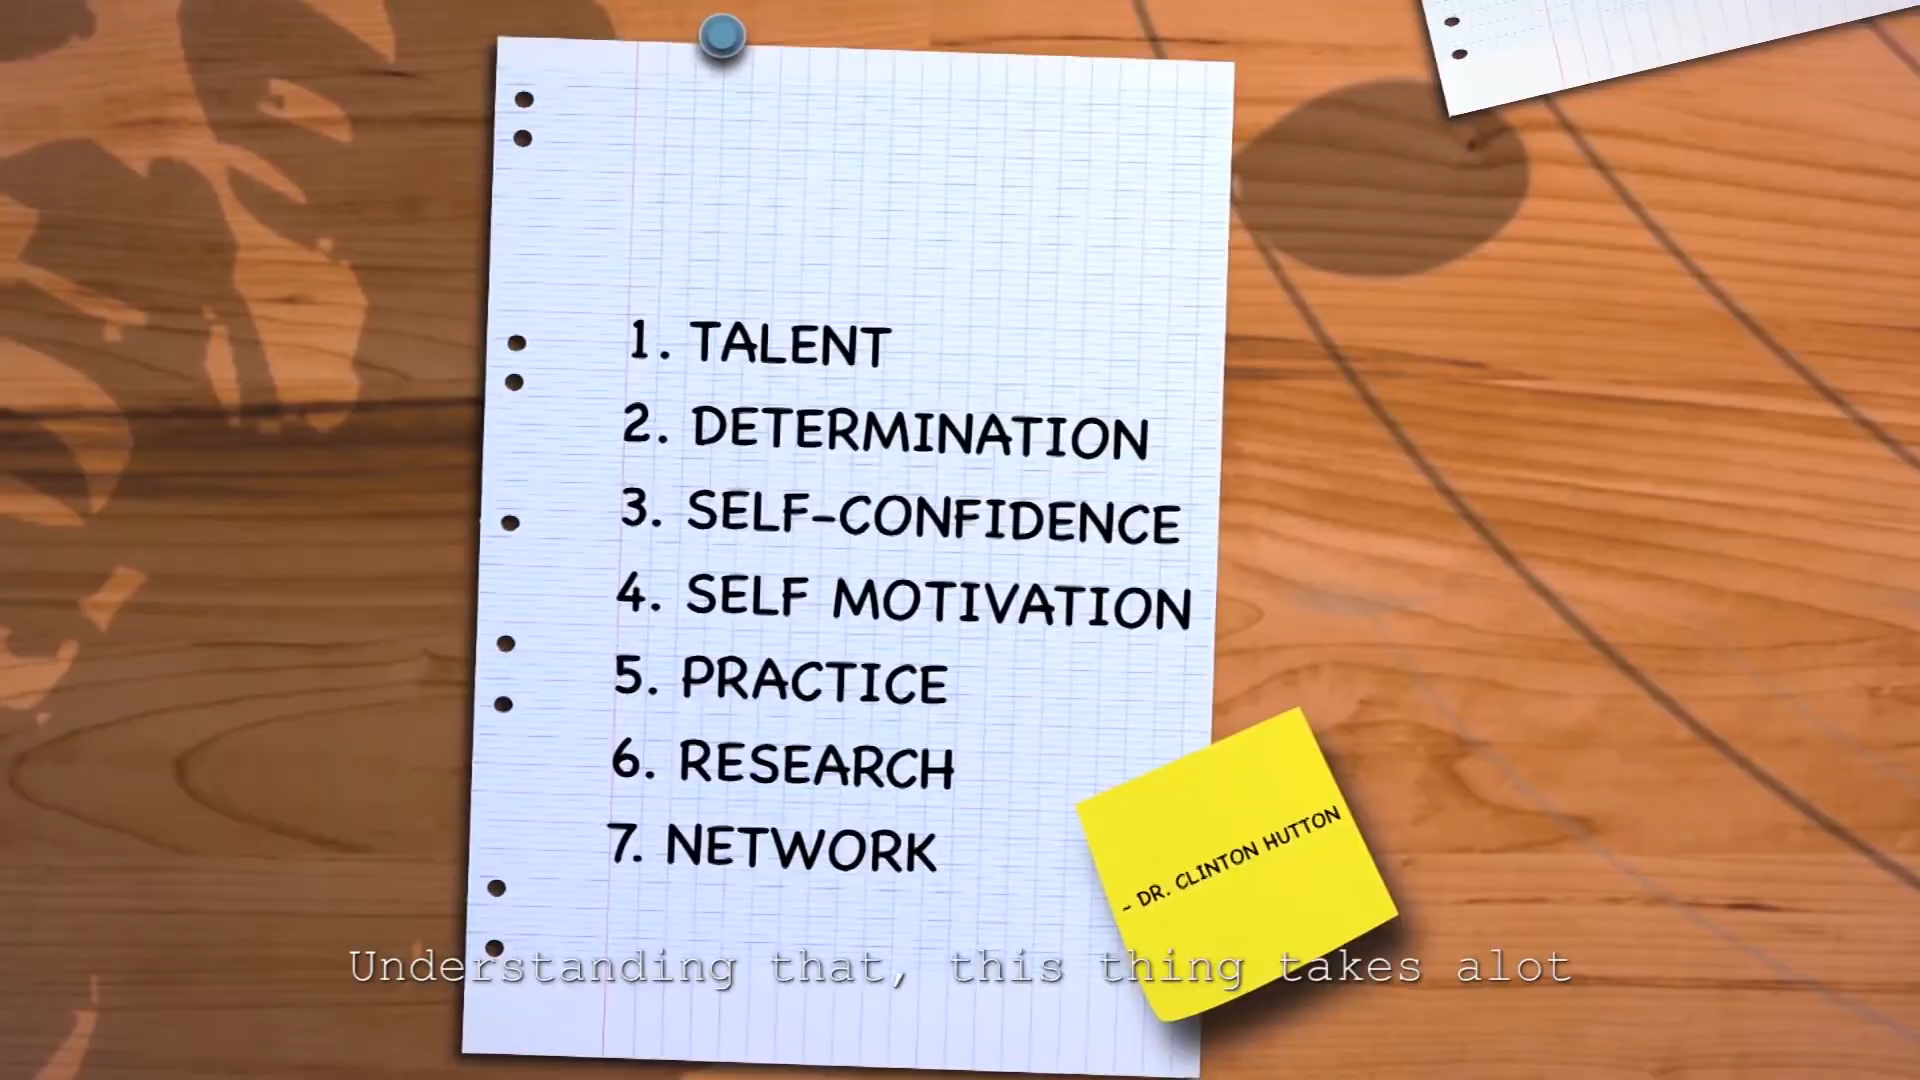 1. TALENT
2. DETERMINATION
3. SELF-CONFIDENCE
4. SELF MOTIVATION
5. PRACTICE
6. RESEARCH
7. NETWORK
~ DR. CLINTON HUTTON
Understanding that, this thing takes alot